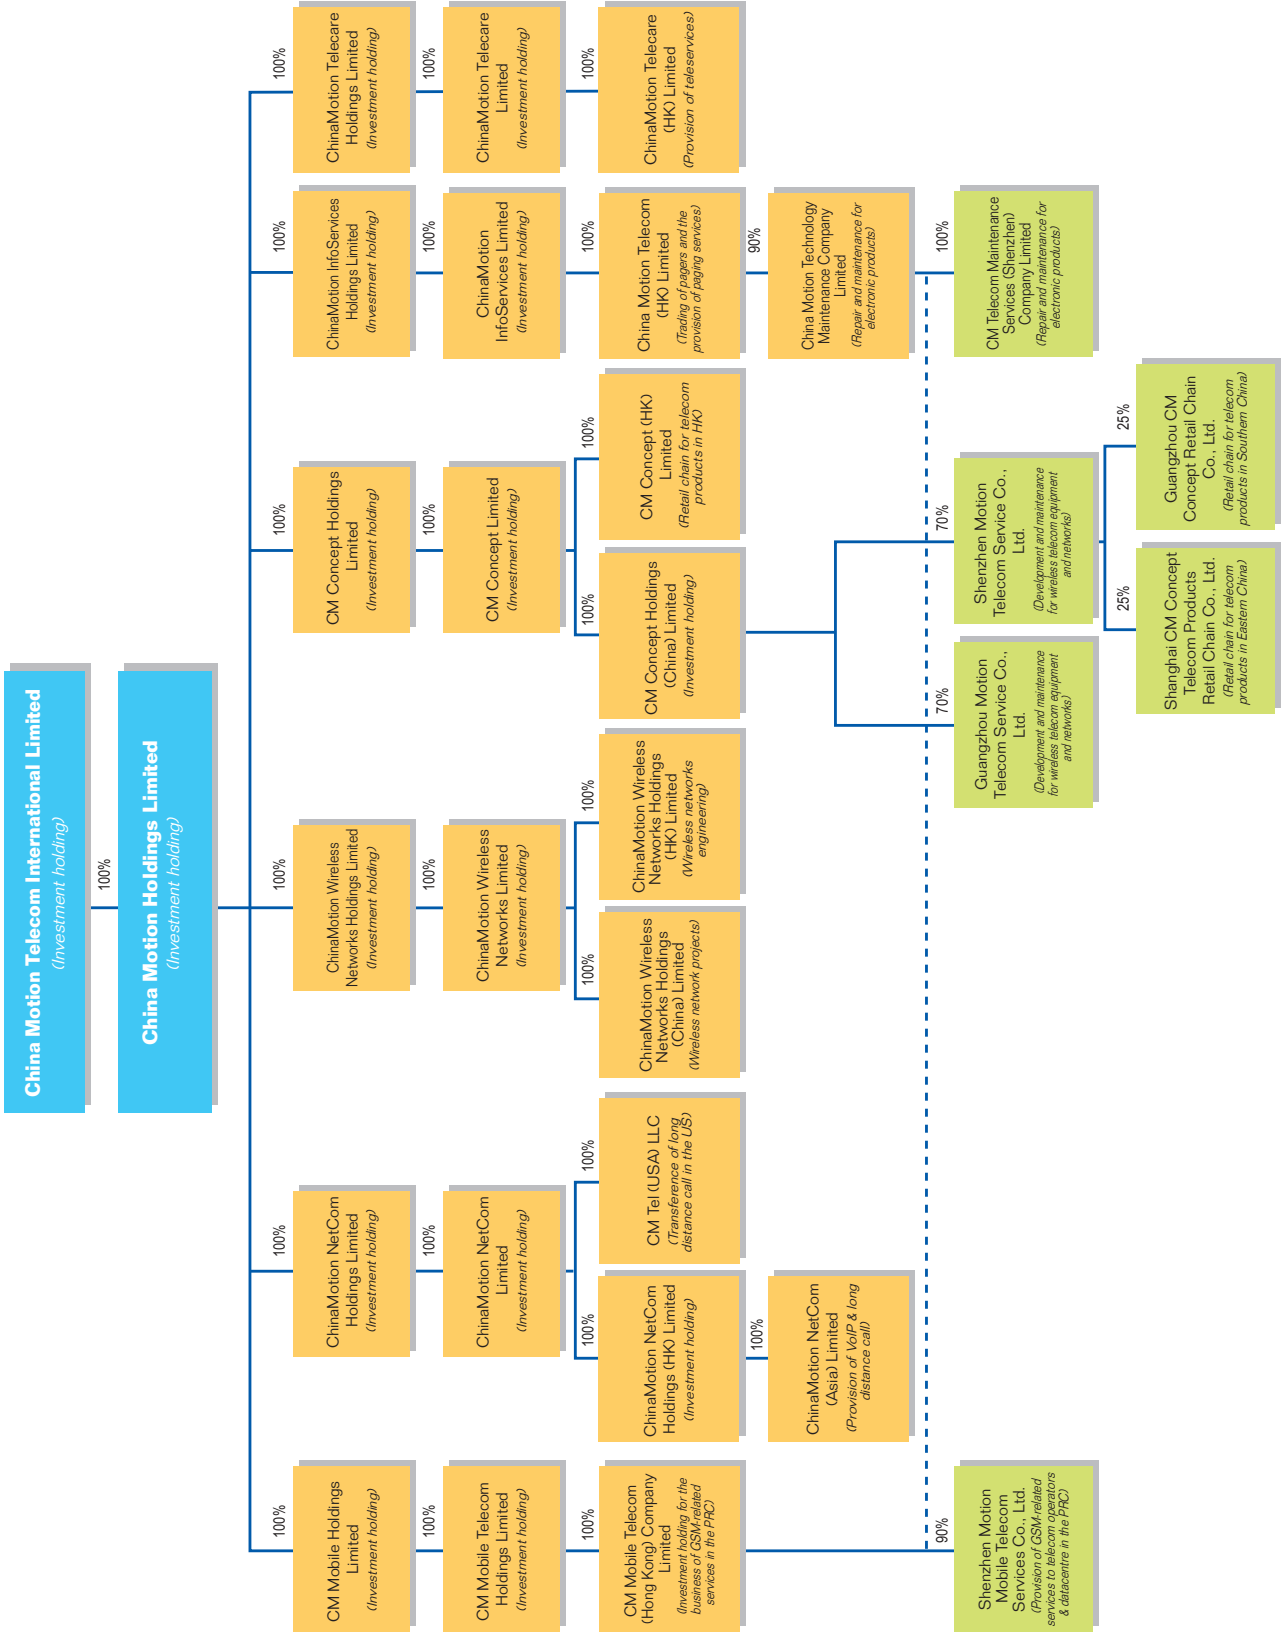 China Motion Telecom International Limited
(Investment holding)
100%
China Motion Holdings Limited
(Investment holding)
100%
CM Mobile Holdings
Limited
(Investment holding)
100%
CM Mobile Telecom
Holdings Limited
(Investment holding)
100%
CM Mobile Telecom
(Hong Kong) Company
Limited
(Investment holding for the
business of GSM-related
services in the PRC)
90%
Shenzhen Motion
Mobile Telecom
Services Co., Ltd.
(Provision of GSM-related
services to telecom operators
& datacentre in the PRC)
100%
ChinaMotion NetCom
Holdings Limited
(Investment holding)
100%
ChinaMotion NetCom
Limited
(Investment holding)
100%
ChinaMotion NetCom
Holdings (HK) Limited
(Investment holding)
100%
ChinaMotion NetCom
(Asia) Limited
(Provision of VoIP & long
distance call)
100%
CM Tel (USA) LLC
(Transference of long
distance call in the US)
100%
ChinaMotion Wireless
Networks Holdings Limited
(Investment holding)
100%
ChinaMotion Wireless
Networks Limited
(Investment holding)
100%
ChinaMotion Wireless
Networks Holdings
(China) Limited
(Wireless network projects)
100%
ChinaMotion Wireless
Networks Holdings
(HK) Limited
(Wireless networks
engineering)
100%
CM Concept Holdings
Limited
(Investment holding)
100%
CM Concept Limited
(Investment holding)
100%
CM Concept Holdings
(China) Limited
(Investment holding)
100%
CM Concept (HK)
Limited
(Retail chain for telecom
products in HK)
70%
Guangzhou Motion
Telecom Service Co.,
Ltd.
(Development and maintenance
for wireless telecom equipment
and networks)
70%
Shenzhen Motion
Telecom Service Co.,
Ltd.
(Development and maintenance
for wireless telecom equipment
and networks)
25%
Shanghai CM Concept
Telecom Products
Retail Chain Co., Ltd.
(Retail chain for telecom
products in Eastern China)
25%
Guangzhou CM
Concept Retail Chain
Co., Ltd.
(Retail chain for telecom
products in Southern China)
100%
ChinaMotion InfoServices
Holdings Limited
(Investment holding)
100%
ChinaMotion
InfoServices Limited
(Investment holding)
100%
China Motion Telecom
(HK) Limited
(Trading of pagers and the
provision of paging services)
90%
China Motion Technology
Maintenance Company
Limited
(Repair and maintenance for
electronic products)
100%
CM Telecom Maintenance
Services (Shenzhen)
Company Limited
(Repair and maintenance for
electronic products)
100%
ChinaMotion Telecare
Holdings Limited
(Investment holding)
100%
ChinaMotion Telecare
Limited
(Investment holding)
100%
ChinaMotion Telecare
(HK) Limited
(Provision of teleservices)